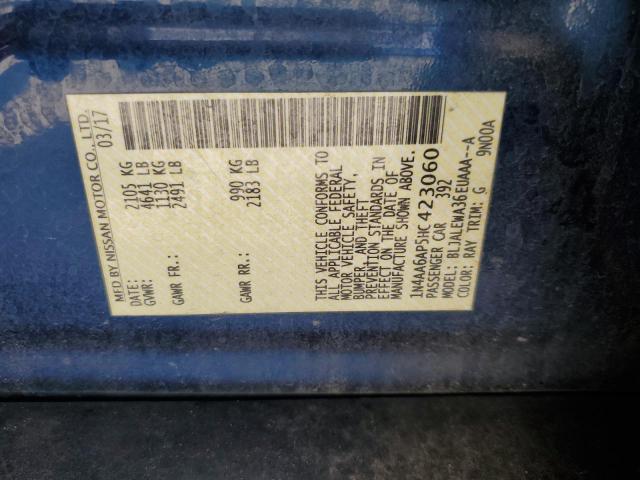 MFD BY NISSAN MOTOR CO., LTD.
DATE: 03/17
GVWR: 2105 KG
4641 LB
GAWR FR.: 1130 KG
2491 LB
GAWR RR.: 990 KG
2183 LB
THIS VEHICLE CONFORMS TO
ALL APPLICABLE FEDERAL
MOTOR VEHICLE SAFETY,
BUMPER, AND THEFT
PREVENTION STANDARDS IN
EFFECT ON THE DATE OF
MANUFACTURE SHOWN ABOVE.
1N4AA6AP5HC423060
PASSENGER CAR 392
MODEL: BL1ALEWA36EUAAA--A
COLOR: RAY TRIM: G 9N00A